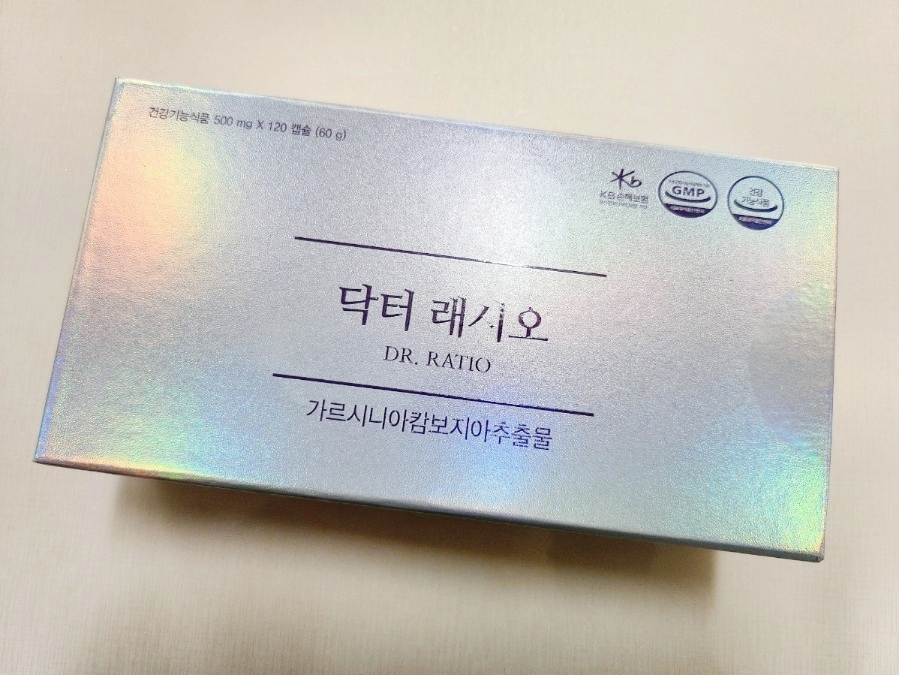 건강기능식품 500 mg X 120 캡슐 (60 g)
KB손해보험
GMP
건강
기능식품
닥터 래시오
DR. RATIO
가르시니아캄보지아추출물